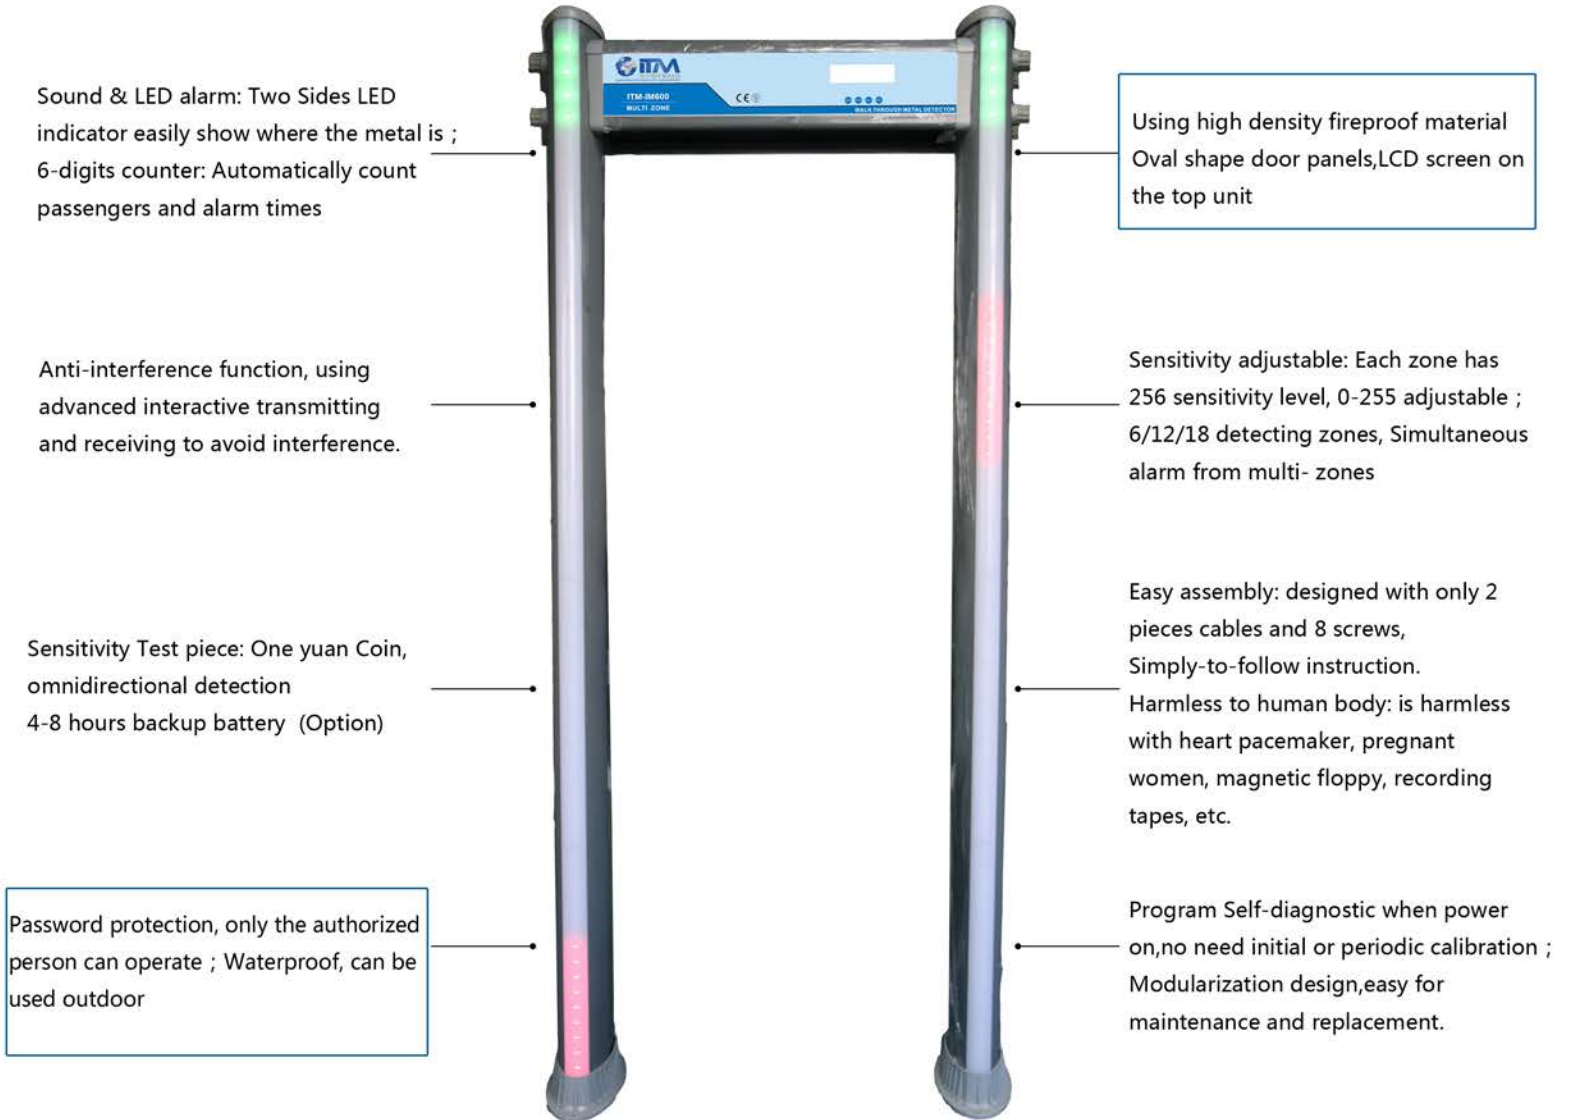 Sound & LED alarm: Two Sides LED
indicator easily show where the metal is ;
6-digits counter: Automatically count
passengers and alarm times
Anti-interference function, using
advanced interactive transmitting
and receiving to avoid interference.
Sensitivity Test piece: One yuan Coin,
omnidirectional detection
4-8 hours backup battery (Option)
Password protection, only the authorized
person can operate ; Waterproof, can be
used outdoor
ITM
ITM-IM600
MULTI ZONE
CE
WALK THROUGH METAL DETECTOR
Using high density fireproof material
Oval shape door panels,LCD screen on
the top unit
Sensitivity adjustable: Each zone has
256 sensitivity level, 0-255 adjustable ;
6/12/18 detecting zones, Simultaneous
alarm from multi- zones
Easy assembly: designed with only 2
pieces cables and 8 screws,
Simply-to-follow instruction.
Harmless to human body: is harmless
with heart pacemaker, pregnant
women, magnetic floppy, recording
tapes, etc.
Program Self-diagnostic when power
on,no need initial or periodic calibration ;
Modularization design,easy for
maintenance and replacement.